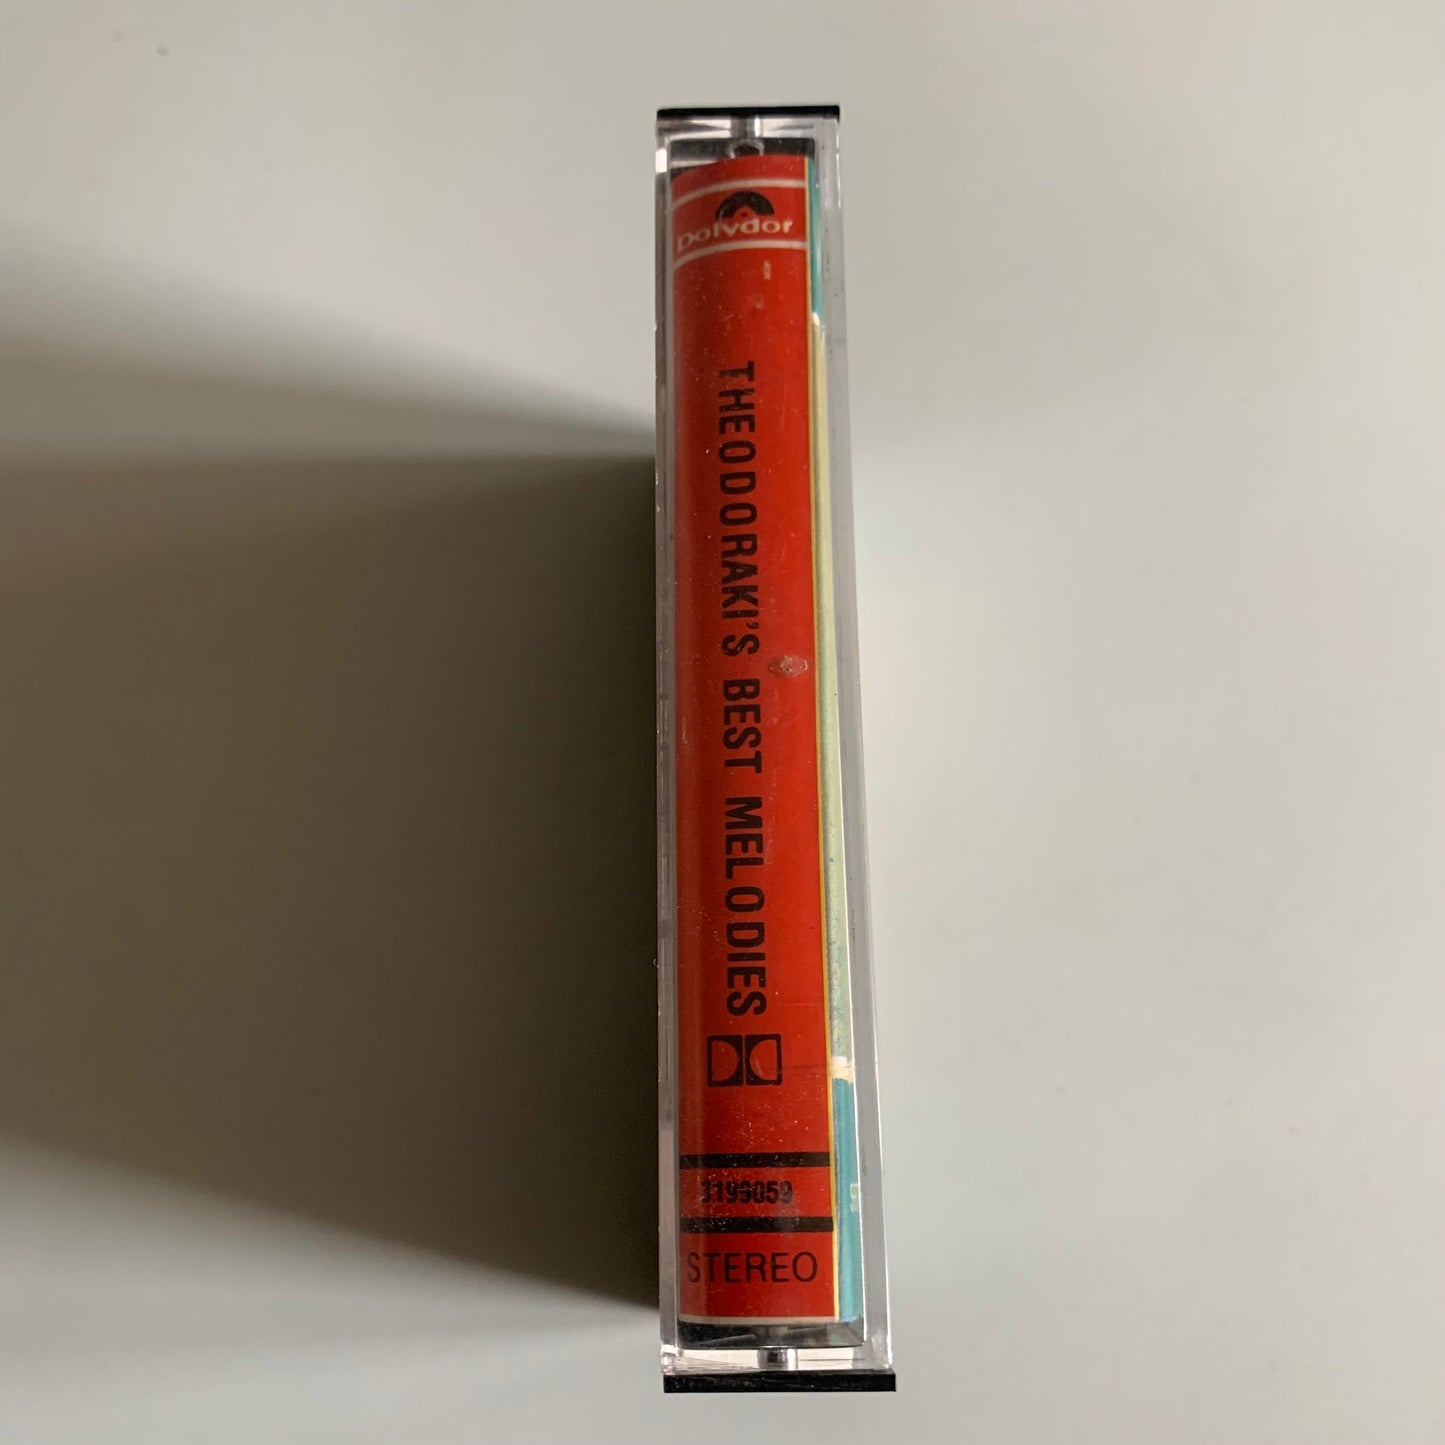 polydor
THEODORAKI'S BEST MELODIES
3199059
STEREO